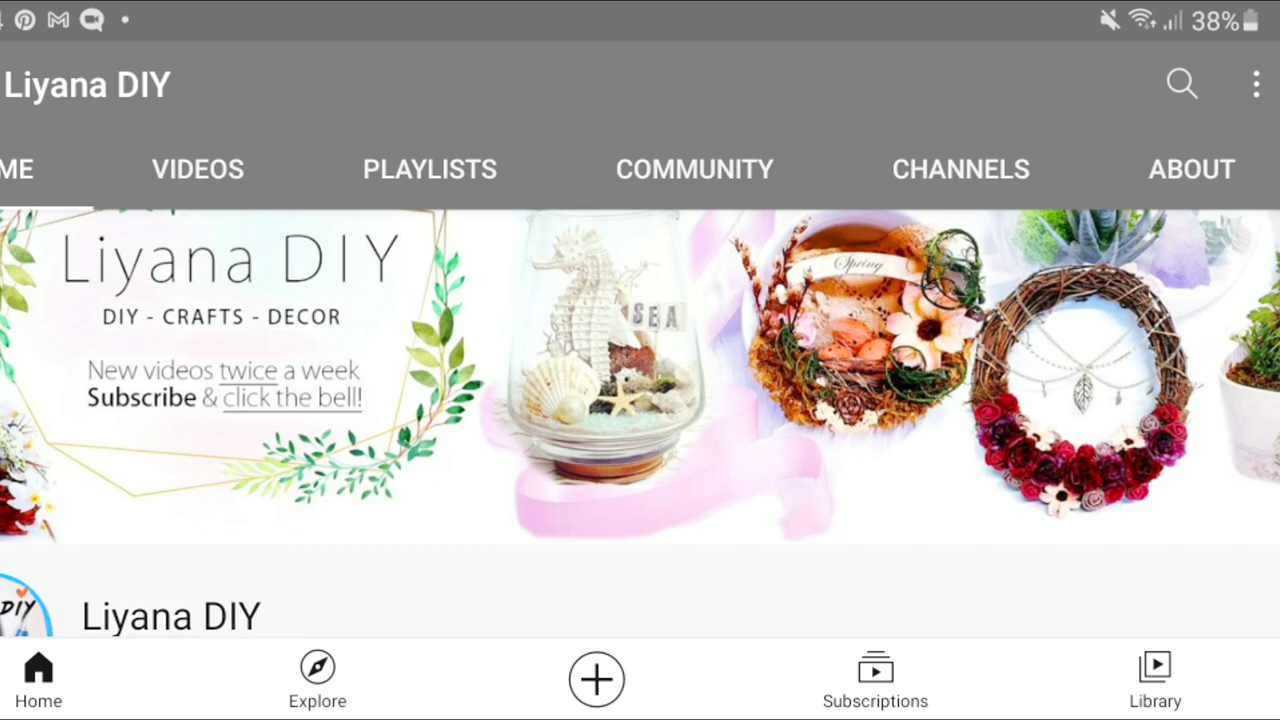 38%
Liyana DIY
ME
VIDEOS
PLAYLISTS
COMMUNITY
CHANNELS
ABOUT
Liyana DIY
DIY - CRAFTS - DECOR
New videos twice a week
Subscribe & click the bell!
SEA
Spring
DIY
Liyana DIY
Home
Explore
Subscriptions
Library